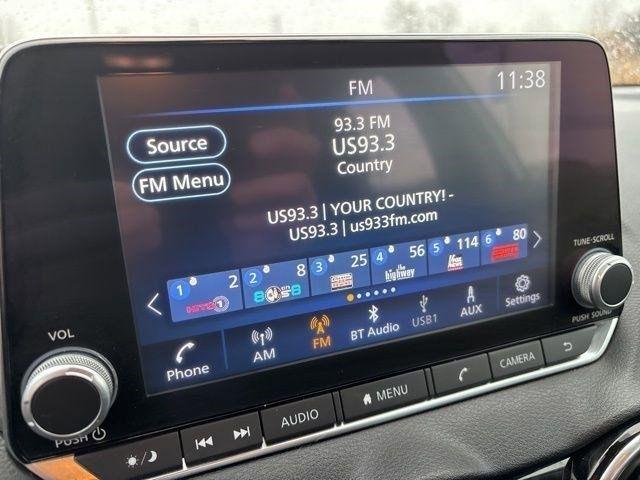 FM
11:38
93.3 FM
US93.3
Country
Source
FM Menu
US93.3 | YOUR COUNTRY! -
US93.3 | us933fm.com
1 2
2 8
3 25
4 56
5 114
6 80
the highway
FOX NEWS
Phone
AM
FM
BT Audio
USB1
AUX
Settings
VOL
PUSH
TUNE·SCROLL
PUSH SOUND
AUDIO
MENU
CAMERA